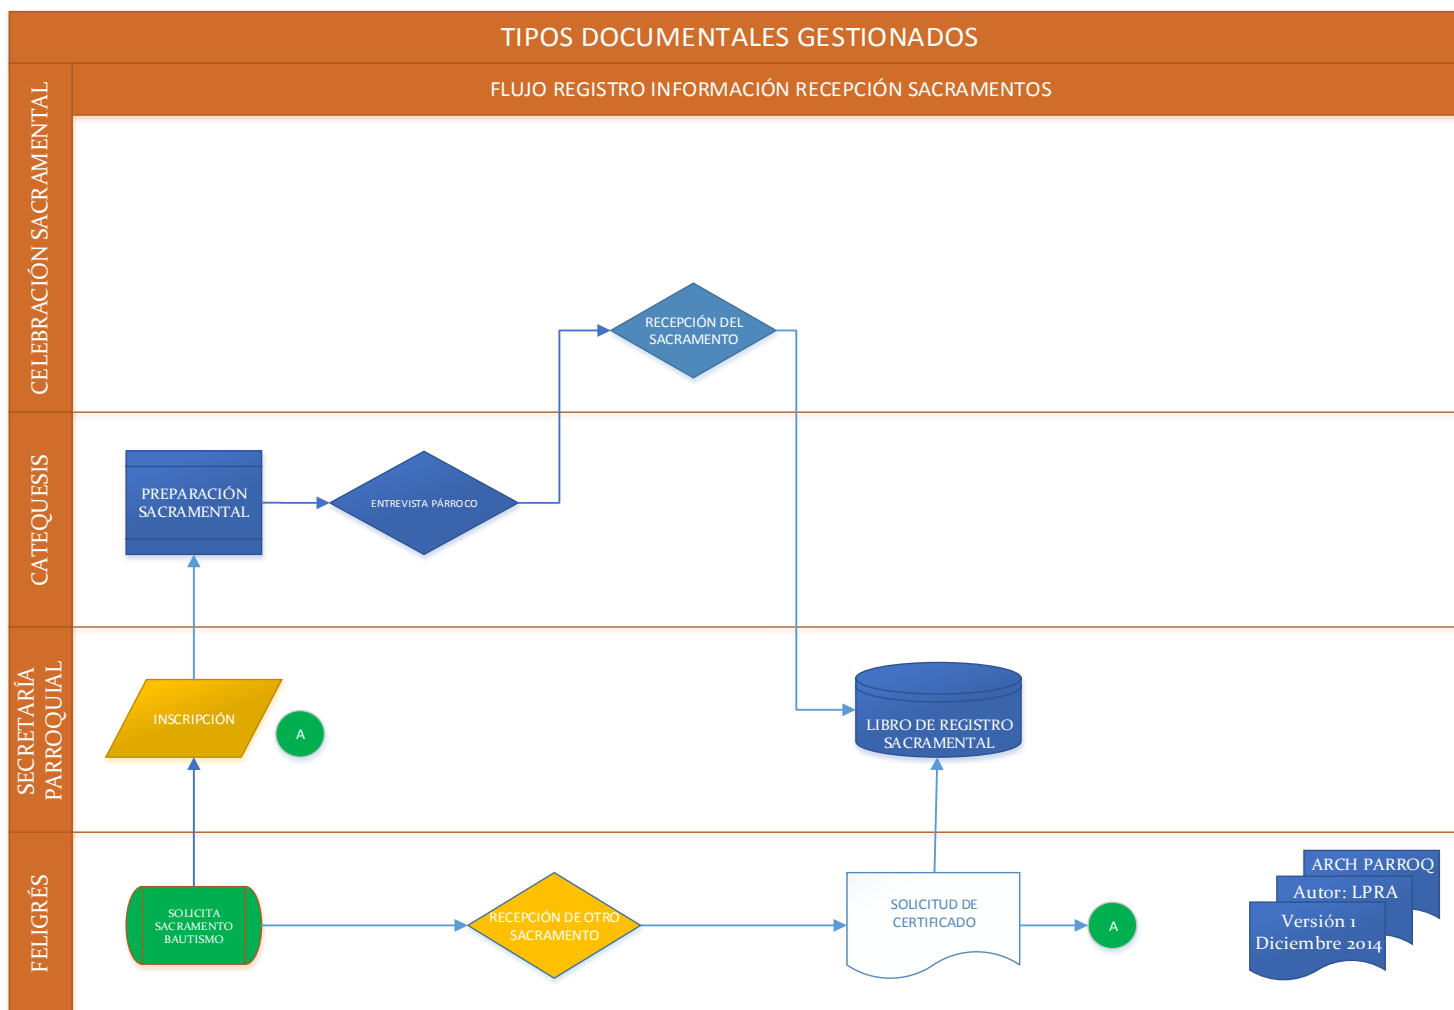 TIPOS DOCUMENTALES GESTIONADOS
FLUJO REGISTRO INFORMACIÓN RECEPCIÓN SACRAMENTOS
CELEBRACIÓN SACRAMENTAL
RECEPCIÓN DEL
SACRAMENTO
CATEQUESIS
PREPARACIÓN
SACRAMENTAL
ENTREVISTA PÁRROCO
SECRETARÍA
PARROQUIAL
INSCRIPCIÓN
A
LIBRO DE REGISTRO
SACRAMENTAL
FELIGRÉS
SOLICITA
SACRAMENTO
BAUTISMO
RECEPCIÓN DE OTRO
SACRAMENTO
SOLICITUD DE
CERTIFICADO
A
ARCH PARROQ
Autor: LPRA
Versión 1
Diciembre 2014